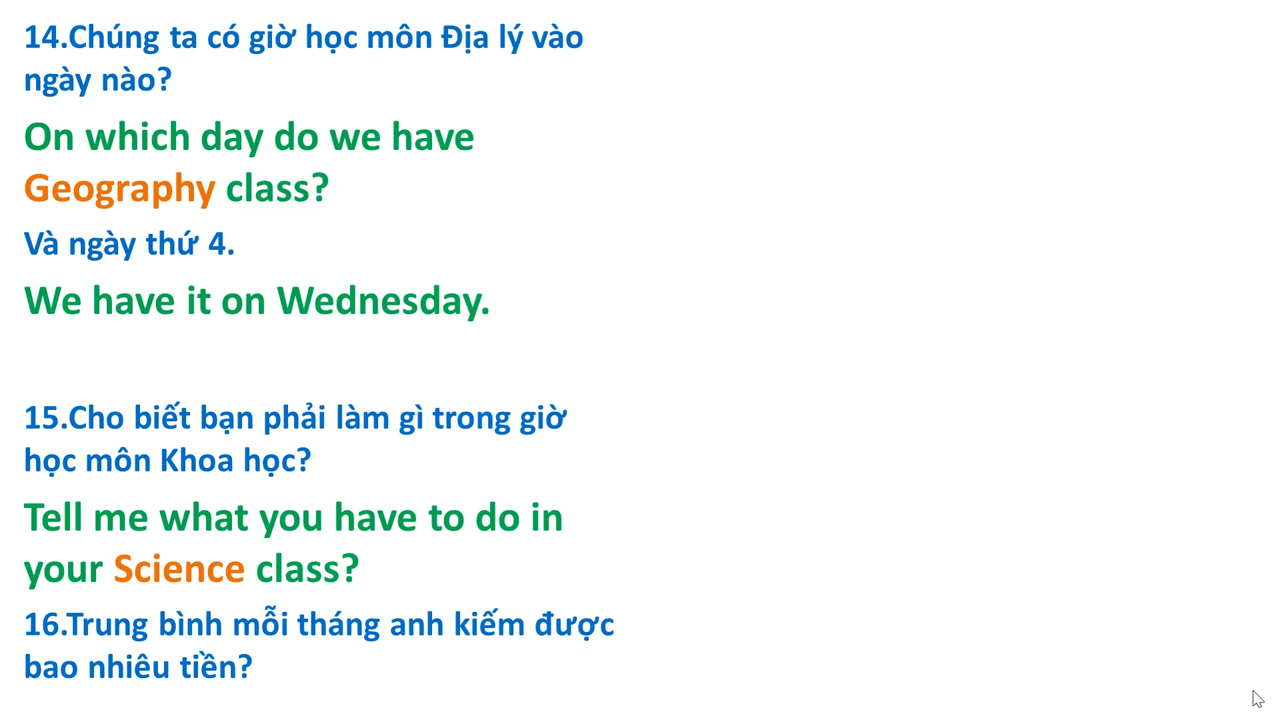 14.Chúng ta có giờ học môn Địa lý vào
ngày nào?
On which day do we have
Geography class?
Và ngày thứ 4.
We have it on Wednesday.
15.Cho biết bạn phải làm gì trong giờ
học môn Khoa học?
Tell me what you have to do in
your Science class?
16.Trung bình mỗi tháng anh kiếm được
bao nhiêu tiền?